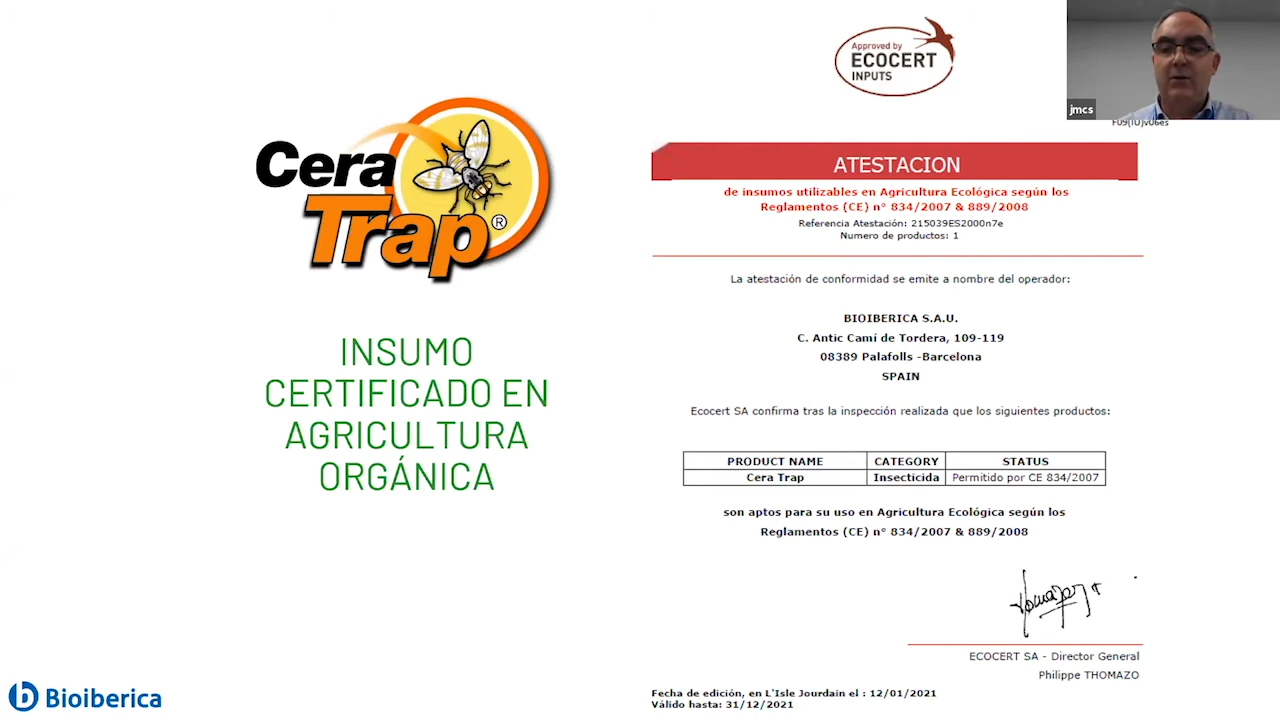 Cera
Trap®
INSUMO
CERTIFICADO EN
AGRICULTURA
ORGÁNICA
Bioiberica
Approved by
ECOCERT
INPUTS
jmcs
ATESTACION
de insumos utilizables en Agricultura Ecológica según los
Reglamentos (CE) n° 834/2007 & 889/2008
Referencia Atestación: 215039ES2000n7e
Numero de productos: 1
La atestación de conformidad se emite a nombre del operador:
BIOIBERICA S.A.U.
C. Antic Camí de Tordera, 109-119
08389 Palafolls -Barcelona
SPAIN
Ecocert SA confirma tras la inspección realizada que los siguientes productos:
PRODUCT NAME CATEGORY STATUS
Cera Trap Insecticida Permitido por CE 834/2007
son aptos para su uso en Agricultura Ecológica según los
Reglamentos (CE) n° 834/2007 & 889/2008
ECOCERT SA - Director General
Philippe THOMAZO
Fecha de edición, en L'Isle Jourdain el : 12/01/2021
Válido hasta: 31/12/2021